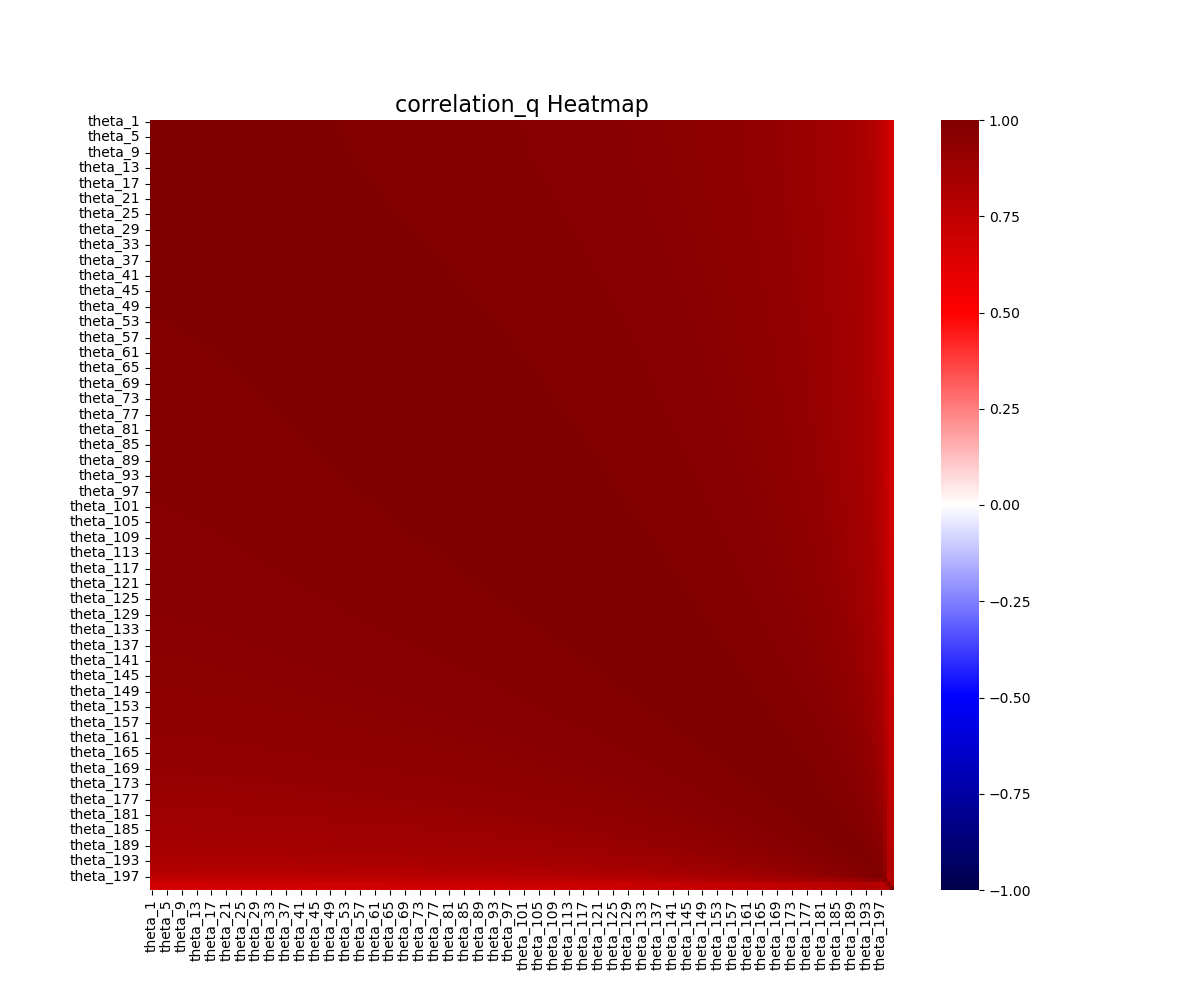 correlation_q Heatmap
theta_1
theta_5
theta_9
theta_13
theta_17
theta_21
theta_25
theta_29
theta_33
theta_37
theta_41
theta_45
theta_49
theta_53
theta_57
theta_61
theta_65
theta_69
theta_73
theta_77
theta_81
theta_85
theta_89
theta_93
theta_97
theta_101
theta_105
theta_109
theta_113
theta_117
theta_121
theta_125
theta_129
theta_133
theta_137
theta_141
theta_145
theta_149
theta_153
theta_157
theta_161
theta_165
theta_169
theta_173
theta_177
theta_181
theta_185
theta_189
theta_193
theta_197
theta_1
theta_5
theta_9
theta_13
theta_17
theta_21
theta_25
theta_29
theta_33
theta_37
theta_41
theta_45
theta_49
theta_53
theta_57
theta_61
theta_65
theta_69
theta_73
theta_77
theta_81
theta_85
theta_89
theta_93
theta_97
theta_101
theta_105
theta_109
theta_113
theta_117
theta_121
theta_125
theta_129
theta_133
theta_137
theta_141
theta_145
theta_149
theta_153
theta_157
theta_161
theta_165
theta_169
theta_173
theta_177
theta_181
theta_185
theta_189
theta_193
theta_197
1.00
0.75
0.50
0.25
0.00
−0.25
−0.50
−0.75
−1.00